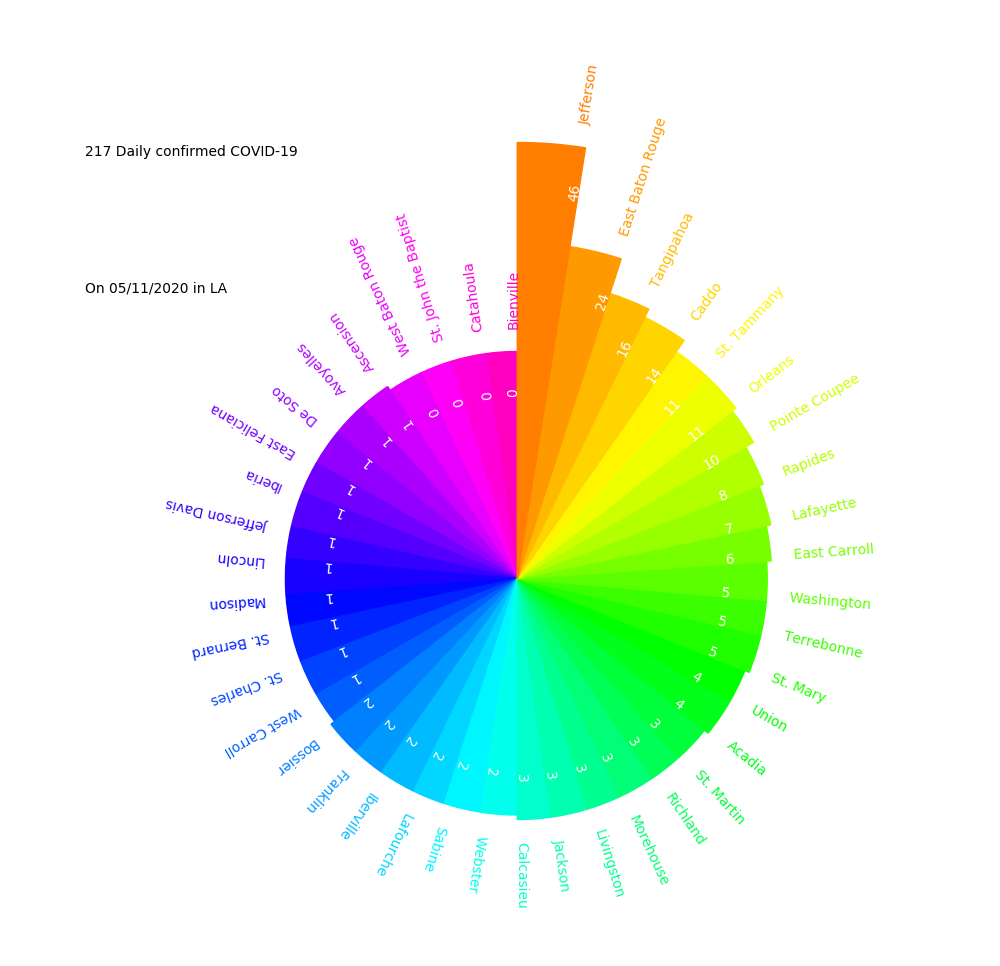 217 Daily confirmed COVID-19
On 05/11/2020 in LA
Jefferson
46
East Baton Rouge
24
Tangipahoa
16
Caddo
14
St. Tammany
11
Orleans
11
Pointe Coupee
10
Rapides
8
Lafayette
7
East Carroll
6
Washington
5
Terrebonne
5
St. Mary
5
Union
4
Acadia
4
St. Martin
3
Richland
3
Morehouse
3
Livingston
3
Jackson
3
Calcasieu
3
Webster
2
Sabine
2
Lafourche
2
Iberville
2
Franklin
2
Bossier
2
West Carroll
1
St. Charles
1
St. Bernard
1
Madison
1
Lincoln
1
Jefferson Davis
1
Iberia
1
East Feliciana
1
De Soto
1
Avoyelles
1
Ascension
1
West Baton Rouge
0
St. John the Baptist
0
Catahoula
0
Bienville
0